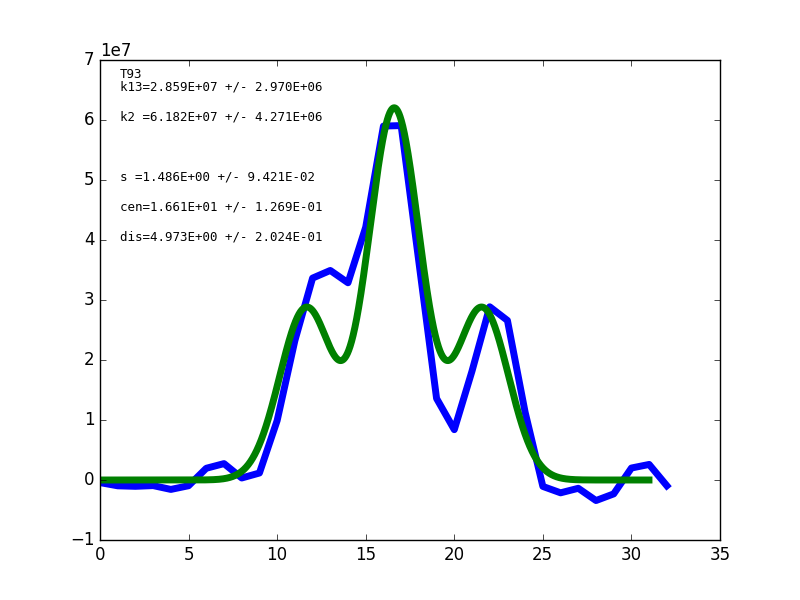 1e7
T93
k13=2.859E+07 +/- 2.970E+06
k2 =6.182E+07 +/- 4.271E+06
s =1.486E+00 +/- 9.421E-02
cen=1.661E+01 +/- 1.269E-01
dis=4.973E+00 +/- 2.024E-01
7
6
5
4
3
2
1
0
−1
0 5 10 15 20 25 30 35